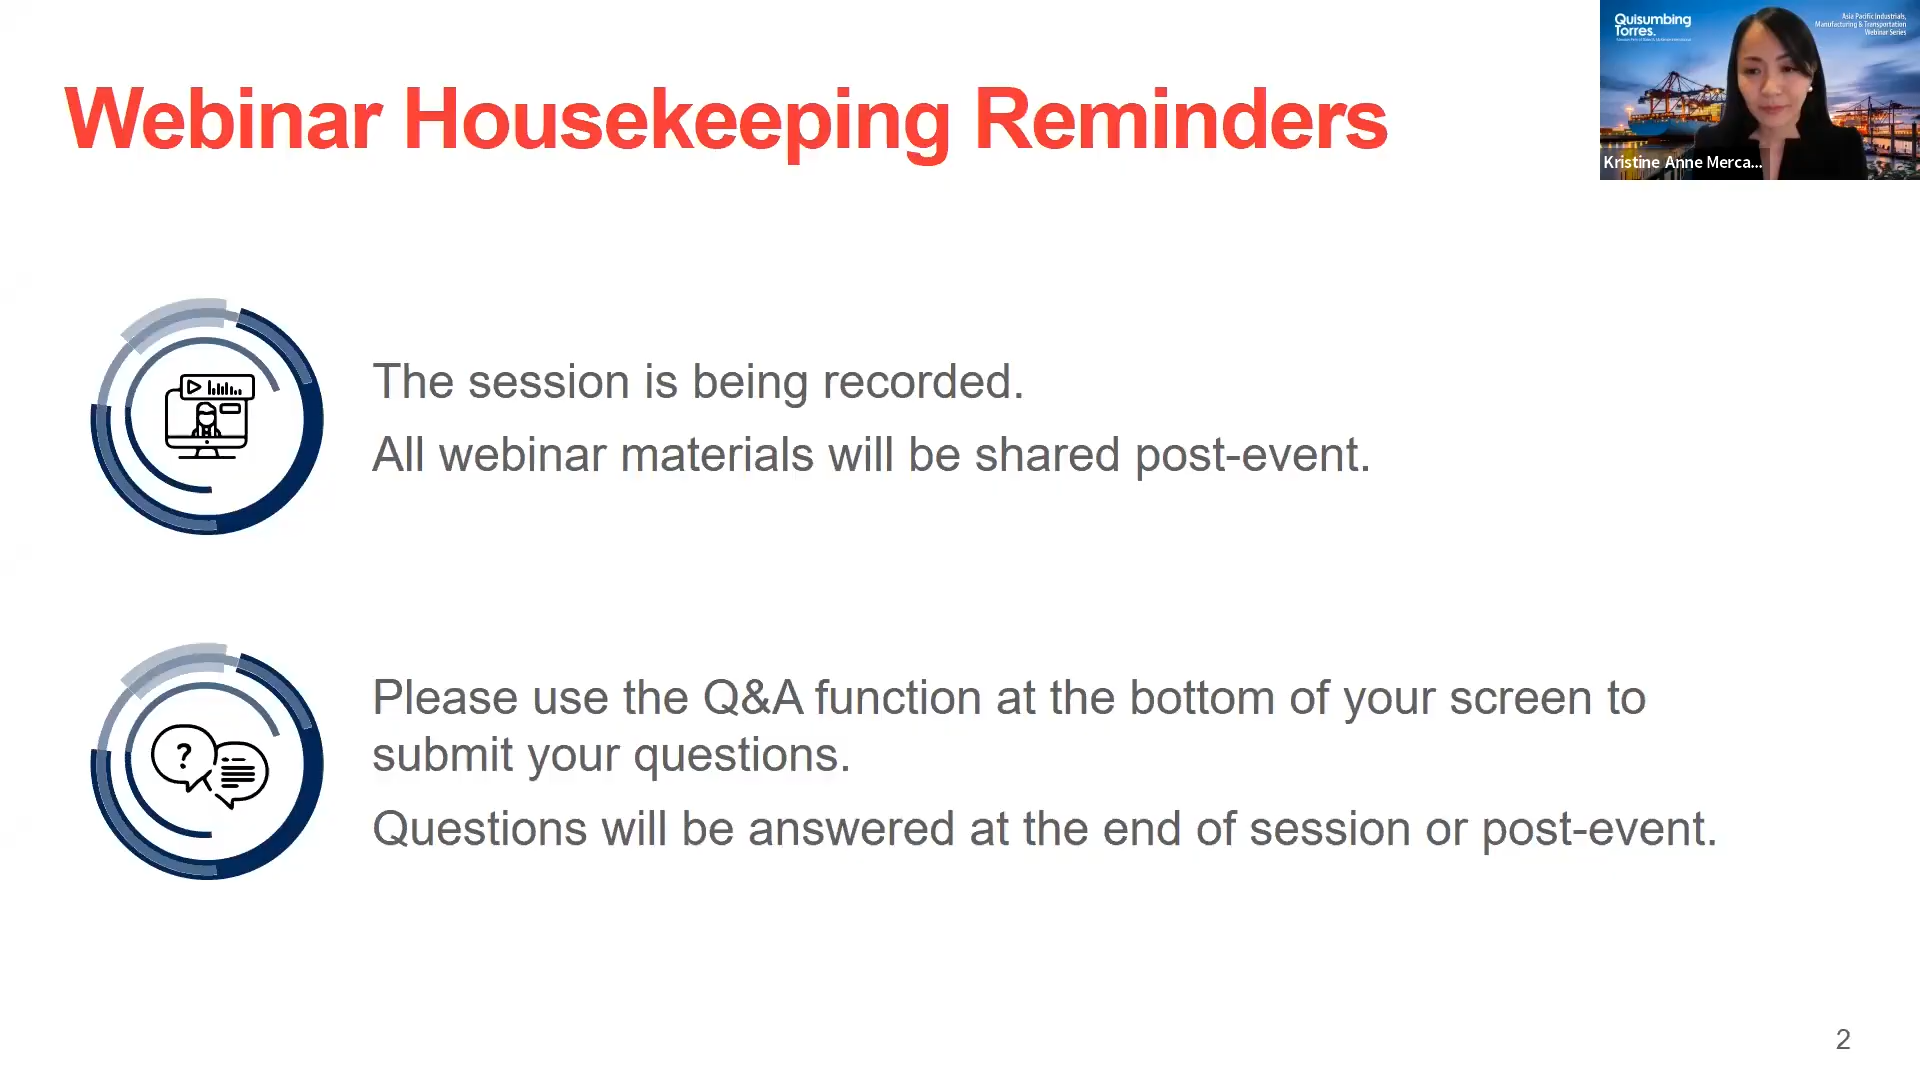 Webinar Housekeeping Reminders
Quisumbing
Torres.
Asia Pacific Industrials,
Manufacturing & Transportation
Webinar Series
Kristine Anne Merca...
The session is being recorded.
All webinar materials will be shared post-event.
?
Please use the Q&A function at the bottom of your screen to
submit your questions.
Questions will be answered at the end of session or post-event.
2